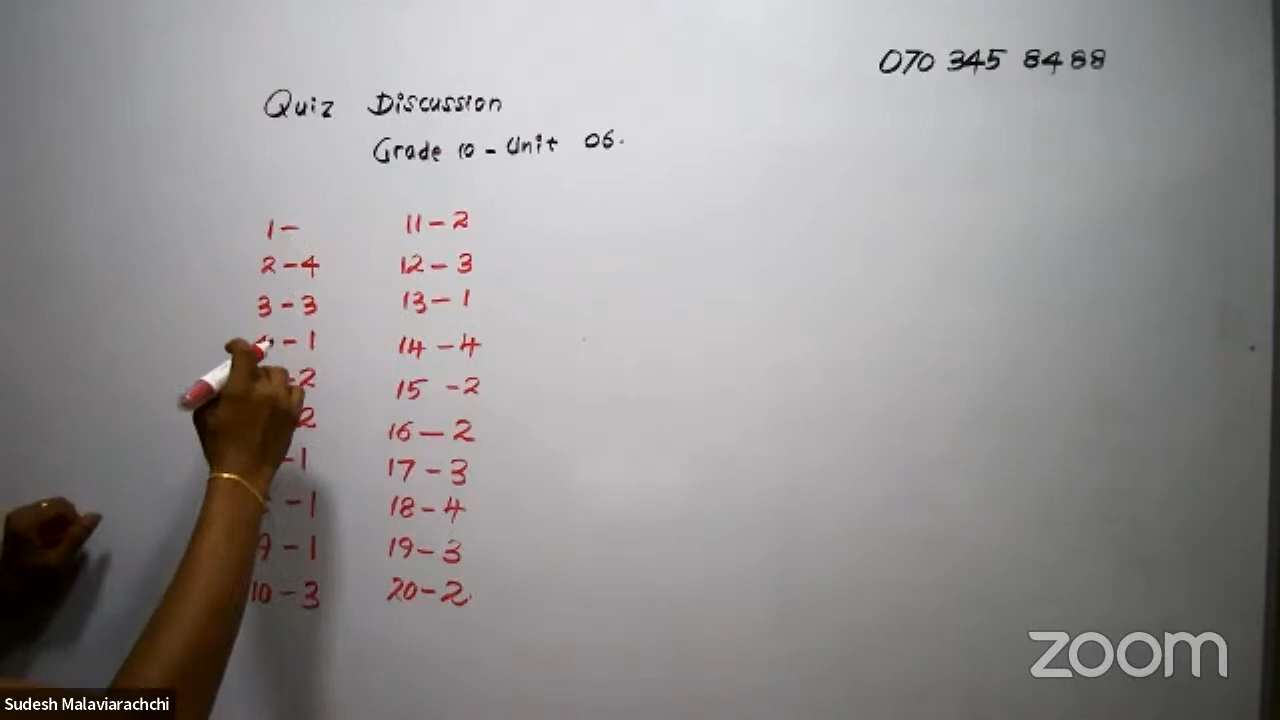 070 345 8488
Quiz Discussion
Grade 10 - Unit 06.
1 -
2 - 4
3 - 3
- 1
- 2
2
- 1
- 1
9 - 1
10 - 3
11 - 2
12 - 3
13 - 1
14 - 4
15 - 2
16 - 2
17 - 3
18 - 4
19 - 3
20 - 2
zoom
Sudesh Malaviarachchi